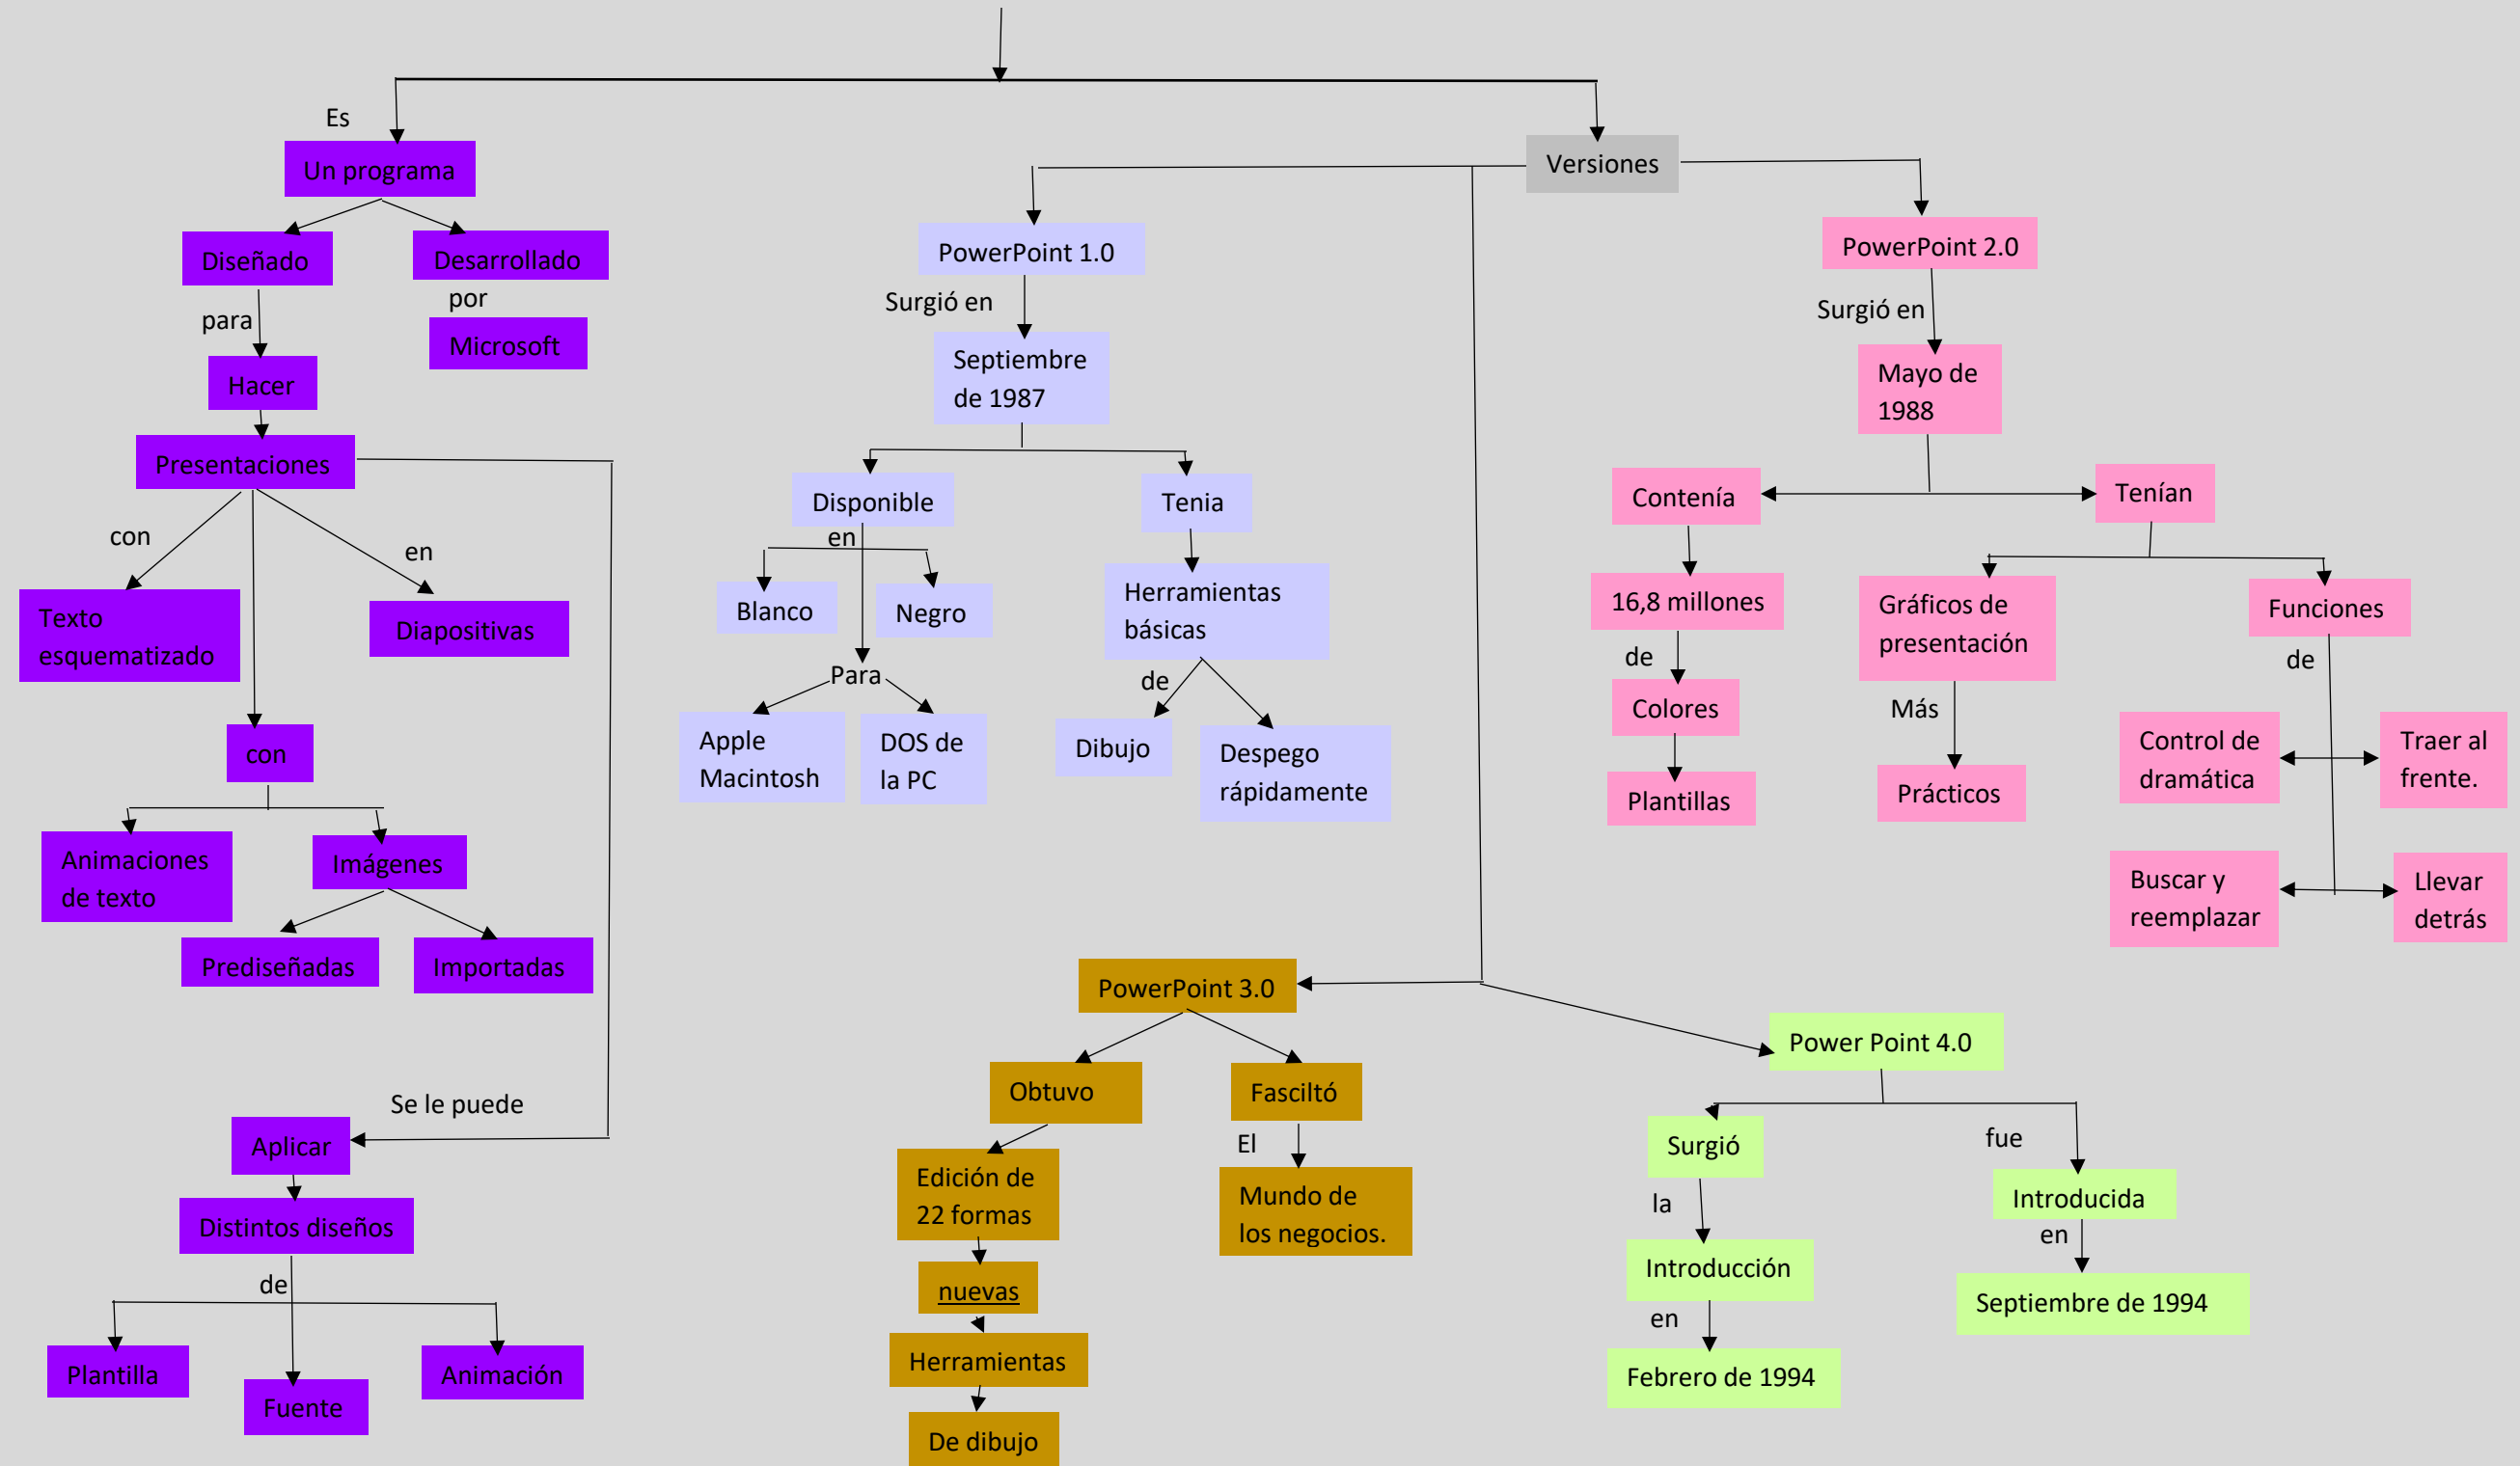 Es
Un programa
Diseñado
Desarrollado
por
Microsoft
para
Hacer
Presentaciones
con
en
Texto
esquematizado
Diapositivas
con
Animaciones
de texto
Imágenes
Prediseñadas
Importadas
Se le puede
Aplicar
Distintos diseños
de
Plantilla
Fuente
Animación
Versiones
PowerPoint 1.0
Surgió en
Septiembre
de 1987
Disponible
en
Blanco
Negro
Para
Apple
Macintosh
DOS de
la PC
Tenia
Herramientas
básicas
de
Dibujo
Despego
rápidamente
PowerPoint 2.0
Surgió en
Mayo de
1988
Contenía
16,8 millones
de
Colores
Plantillas
Tenían
Gráficos de
presentación
Más
Prácticos
Funciones
de
Control de
dramática
Traer al
frente.
Buscar y
reemplazar
Llevar
detrás
PowerPoint 3.0
Obtuvo
Edición de
22 formas
nuevas
Herramientas
De dibujo
Fasciltó
El
Mundo de
los negocios.
Power Point 4.0
Surgió
la
Introducción
en
Febrero de 1994
fue
Introducida
en
Septiembre de 1994